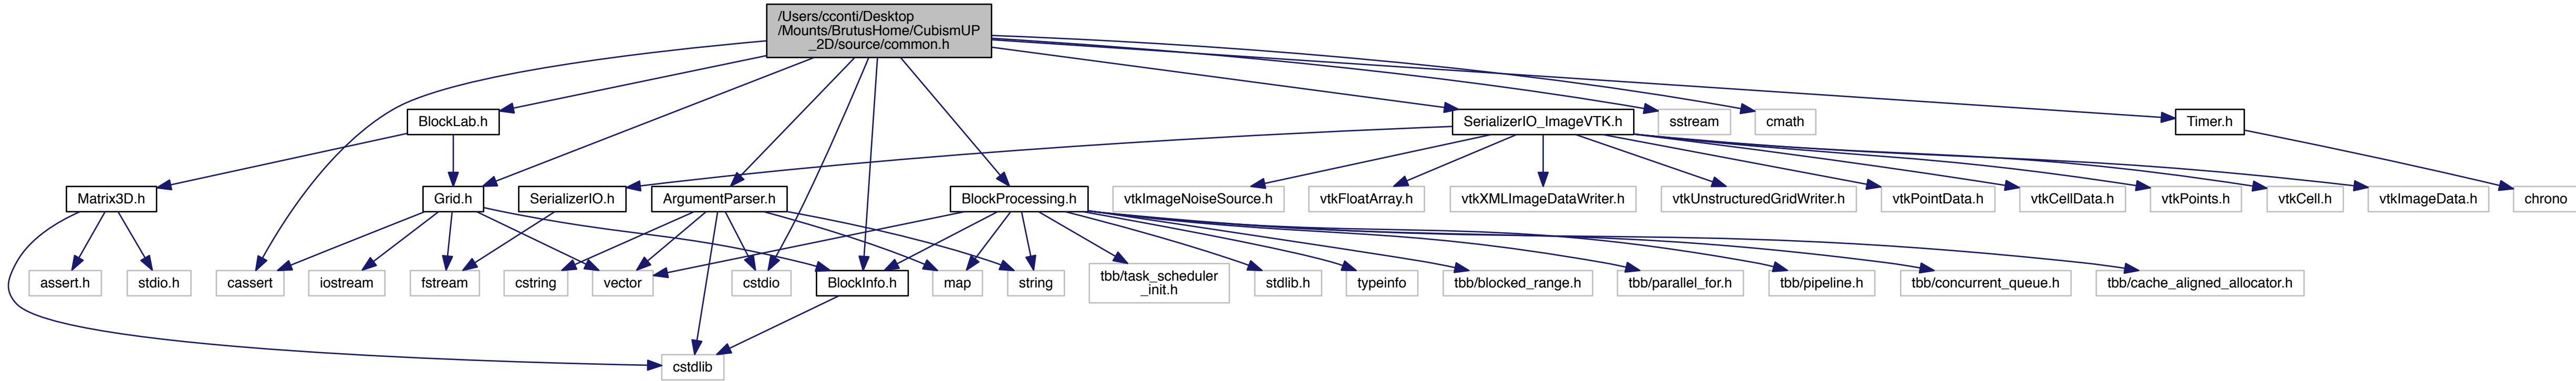 /Users/cconti/Desktop
/Mounts/BrutusHome/CubismUP
_2D/source/common.h
BlockLab.h
SerializerIO_ImageVTK.h
sstream
cmath
Timer.h
Matrix3D.h
Grid.h
SerializerIO.h
ArgumentParser.h
BlockProcessing.h
vtkImageNoiseSource.h
vtkFloatArray.h
vtkXMLImageDataWriter.h
vtkUnstructuredGridWriter.h
vtkPointData.h
vtkCellData.h
vtkPoints.h
vtkCell.h
vtkImageData.h
chrono
assert.h
stdio.h
cassert
iostream
fstream
cstring
vector
cstdio
BlockInfo.h
map
string
tbb/task_scheduler
_init.h
stdlib.h
typeinfo
tbb/blocked_range.h
tbb/parallel_for.h
tbb/pipeline.h
tbb/concurrent_queue.h
tbb/cache_aligned_allocator.h
cstdlib